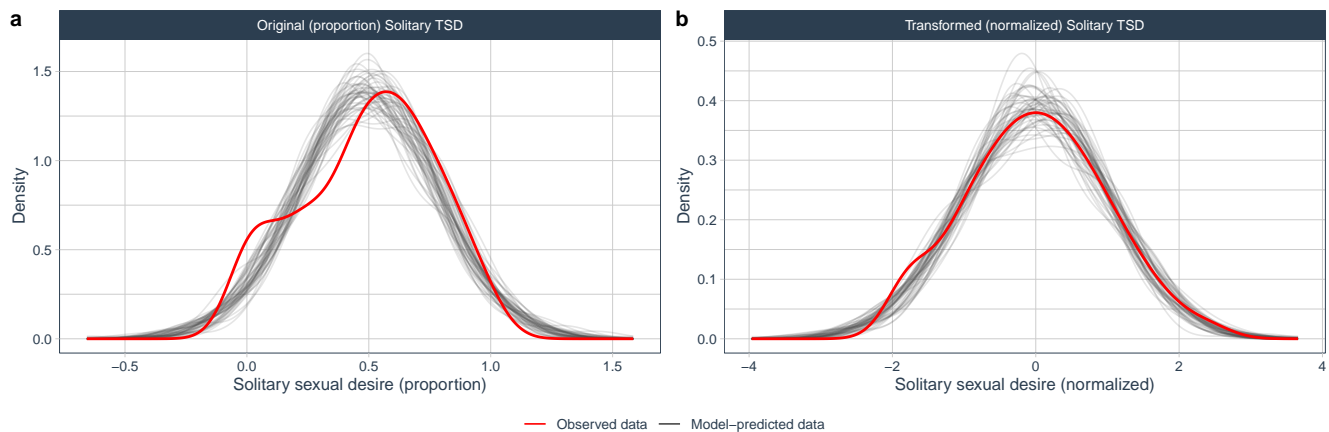 a
Original (proportion) Solitary TSD
Density
0.0
0.5
1.0
1.5
−0.5
0.0
0.5
1.0
1.5
Solitary sexual desire (proportion)
b
Transformed (normalized) Solitary TSD
Density
0.0
0.1
0.2
0.3
0.4
0.5
−4
−2
0
2
4
Solitary sexual desire (normalized)
Observed data
Model−predicted data